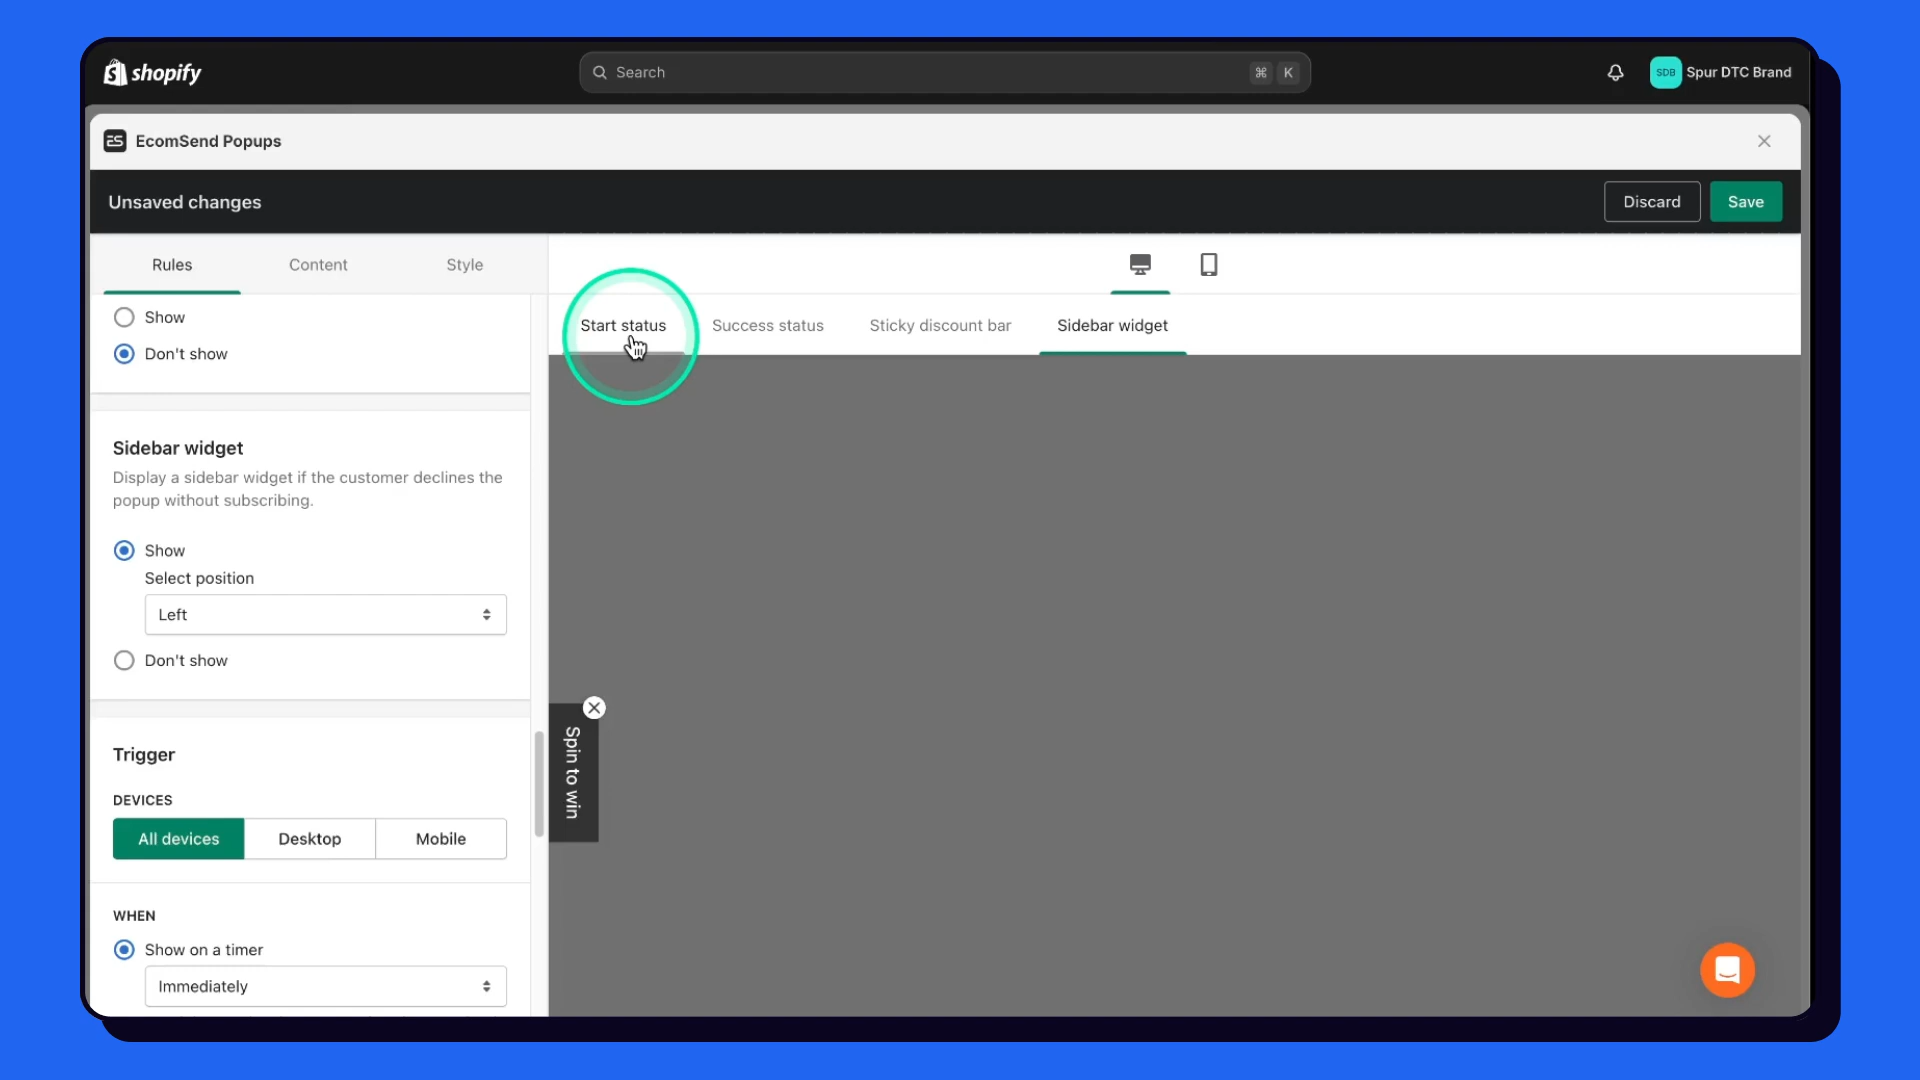 shopify
Search
⌘ K
SDB
Spur DTC Brand
ES
EcomSend Popups
Unsaved changes
Discard
Save
Rules
Content
Style
Start status
Success status
Sticky discount bar
Sidebar widget
Show
Don't show
Sidebar widget
Display a sidebar widget if the customer declines the
popup without subscribing.
Show
Select position
Left
Don't show
Spin to win
Trigger
DEVICES
All devices
Desktop
Mobile
WHEN
Show on a timer
Immediately